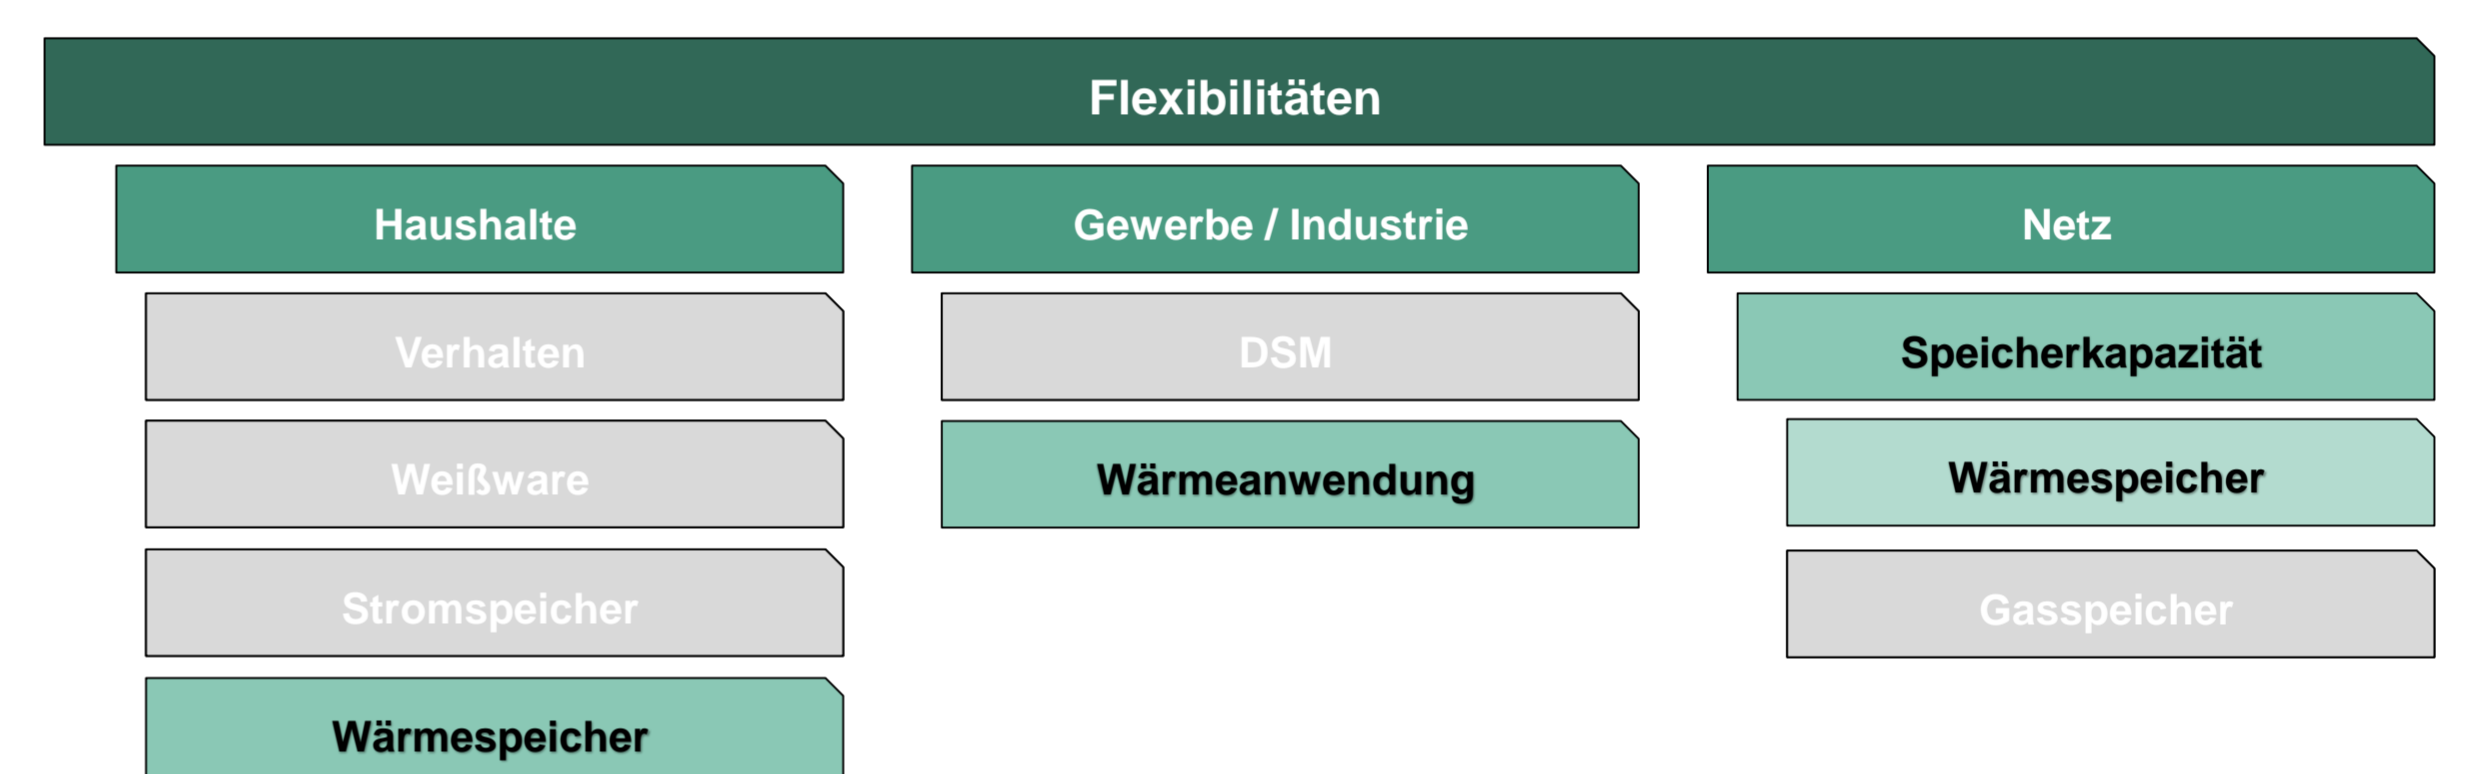 Flexibilitäten
Haushalte
Verhalten
Weißware
Stromspeicher
Wärmespeicher
Gewerbe / Industrie
DSM
Wärmeanwendung
Netz
Speicherkapazität
Wärmespeicher
Gasspeicher